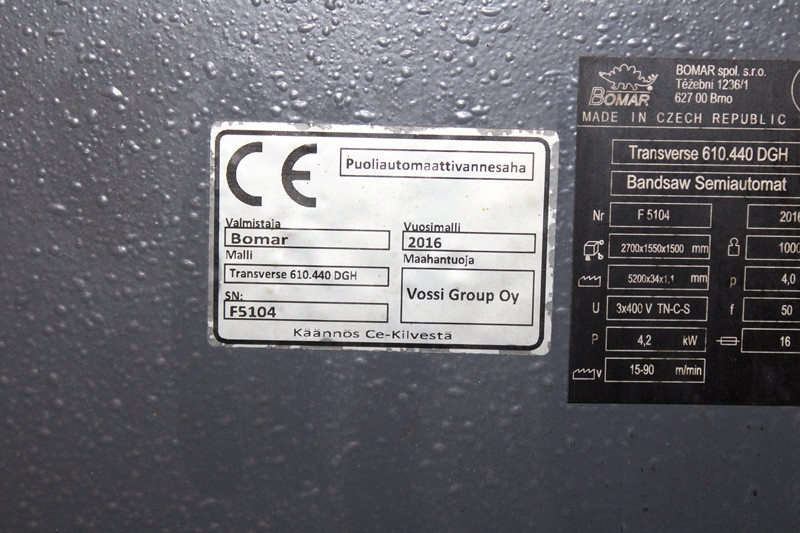 CE
Puoliautomaattivannesaha
Valmistaja
Bomar
Malli
Transverse 610.440 DGH
SN:
F5104
Vuosimalli
2016
Maahantuoja
Vossi Group Oy
Käännös Ce-Kilvestä
BOMAR
BOMAR spol. s.r.o.
Těžební 1236/1
627 00 Brno
MADE IN CZECH REPUBLIC
Transverse 610.440 DGH
Bandsaw Semiautomat
Nr F 5104 2016
2700x1550x1500 mm 1000
5200x34x1,1 mm p 4,0
U 3x400 V TN-C-S f 50
P 4,2 kW 16
v 15-90 m/min